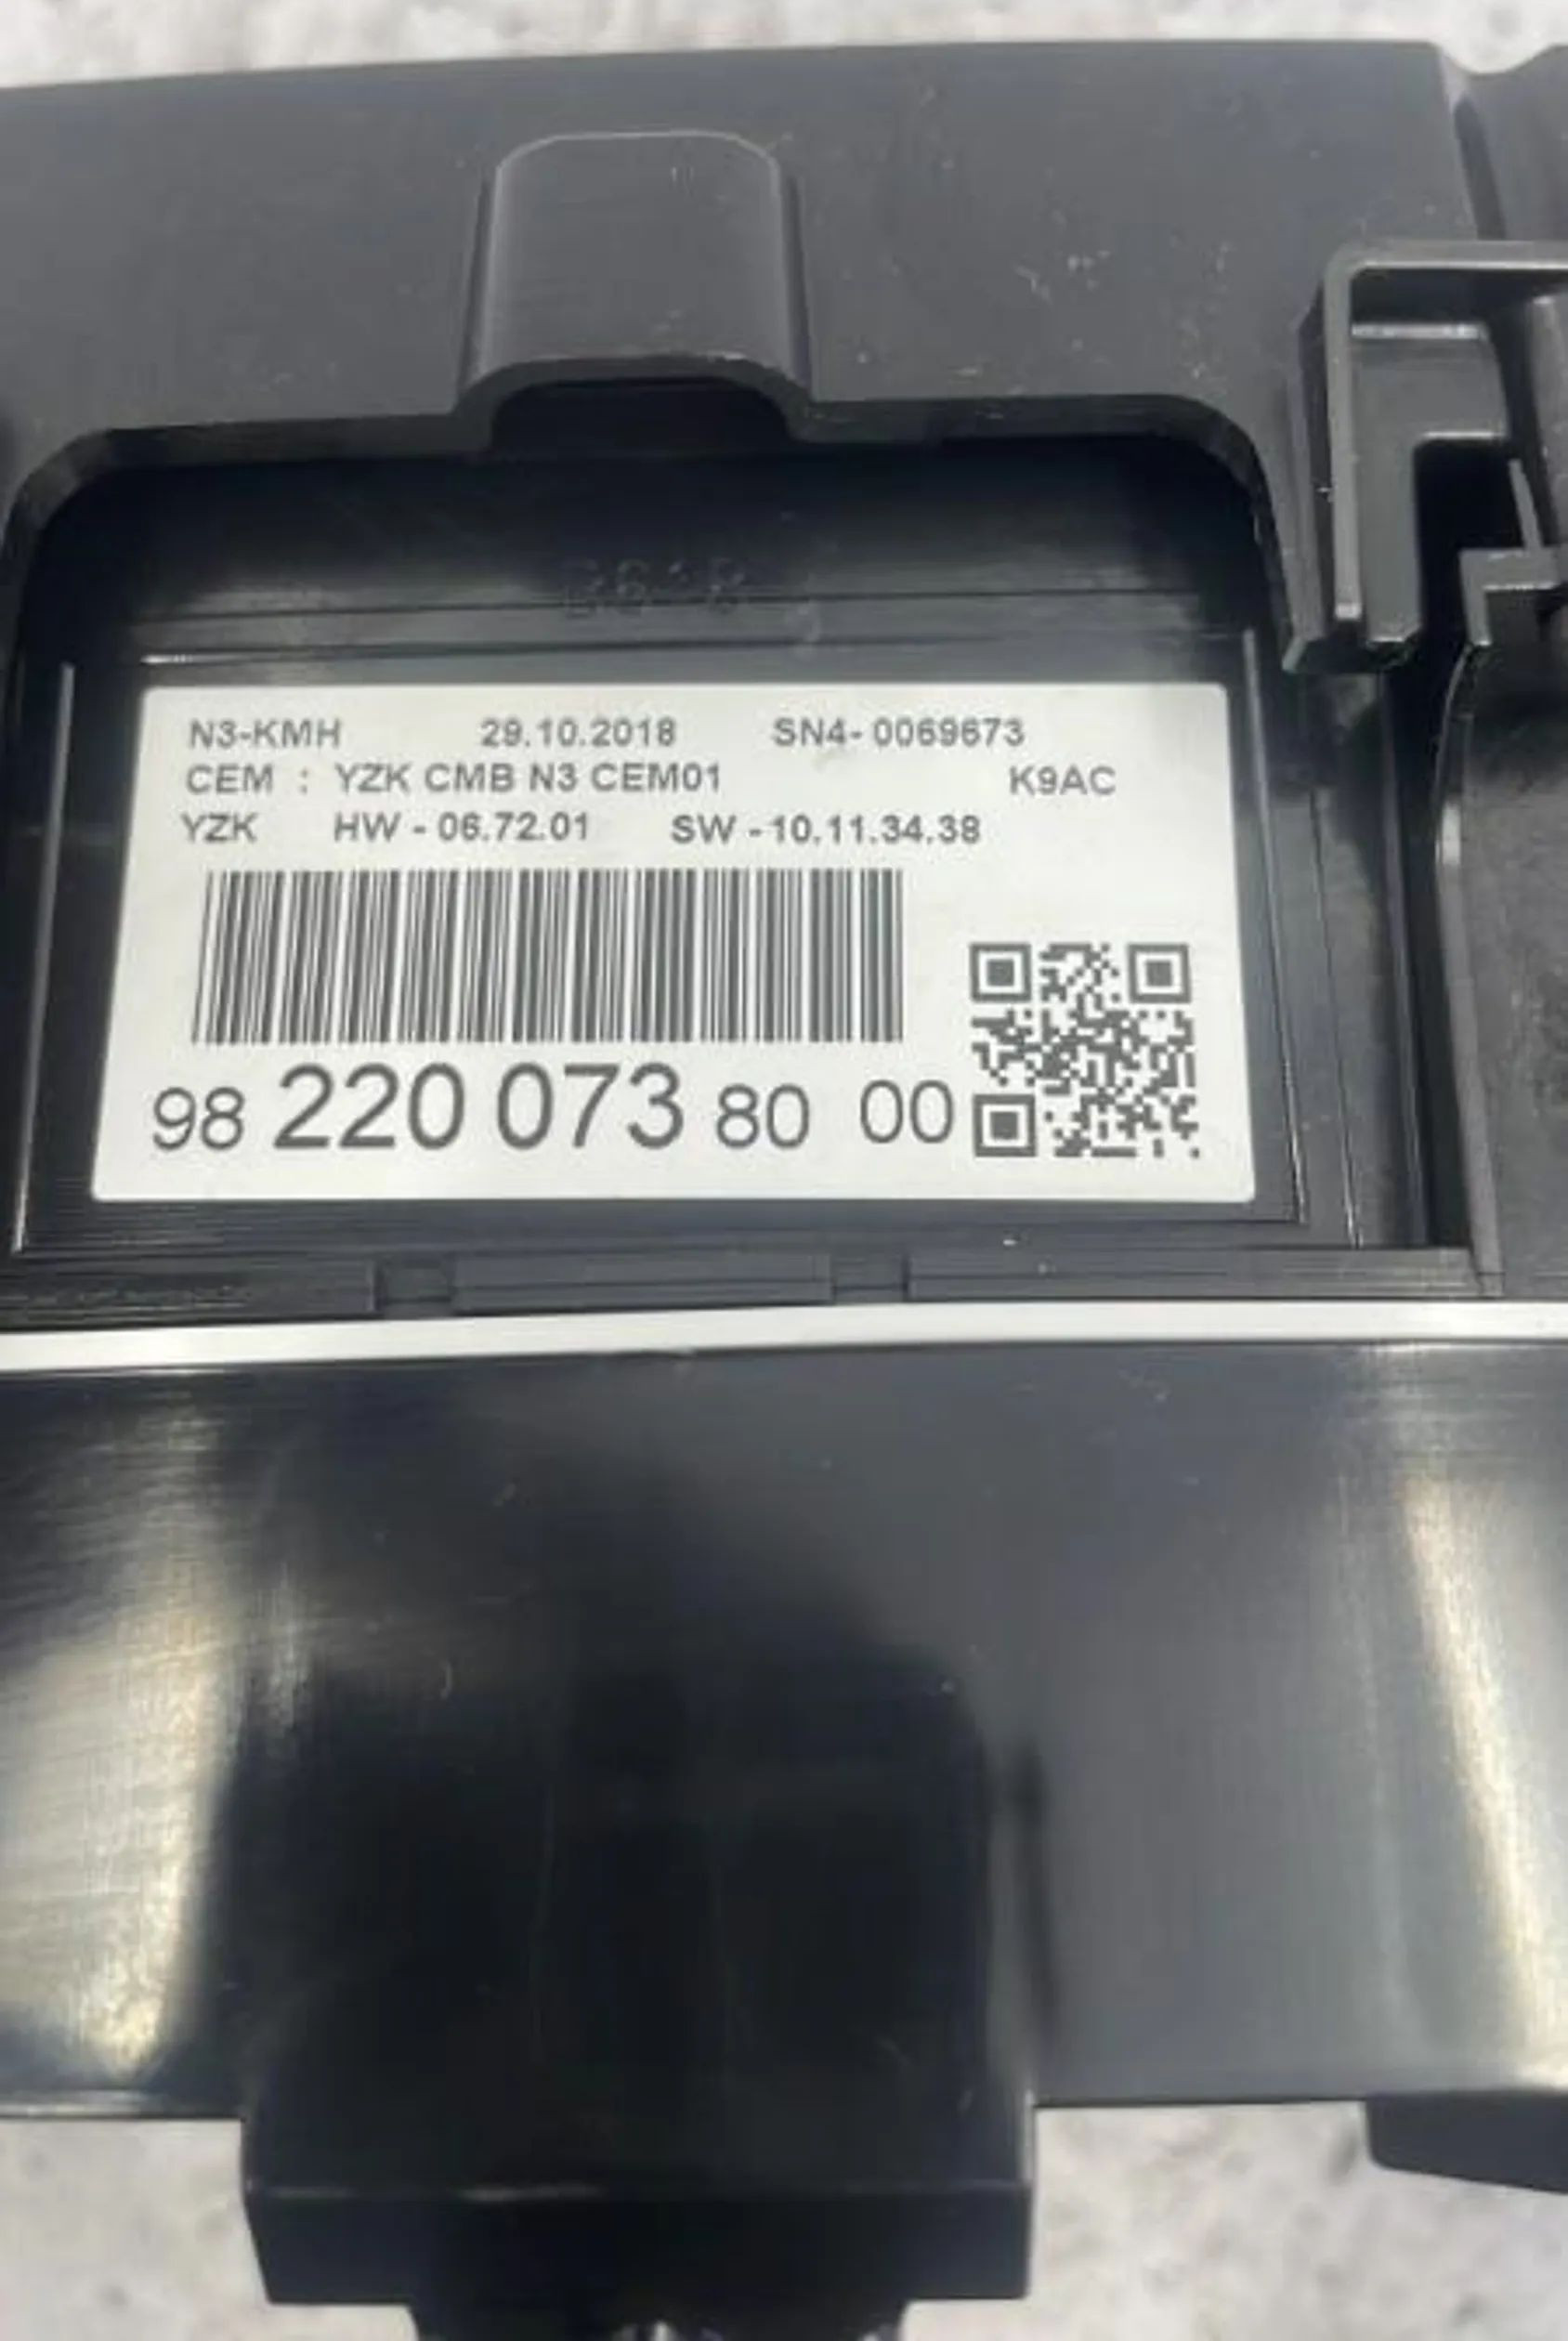 N3-KMH 29.10.2018 SN4- 0069673
CEM : YZK CMB N3 CEM01 K9AC
YZK HW - 06.72.01 SW -10.11.34.38
98 220 073 80 00